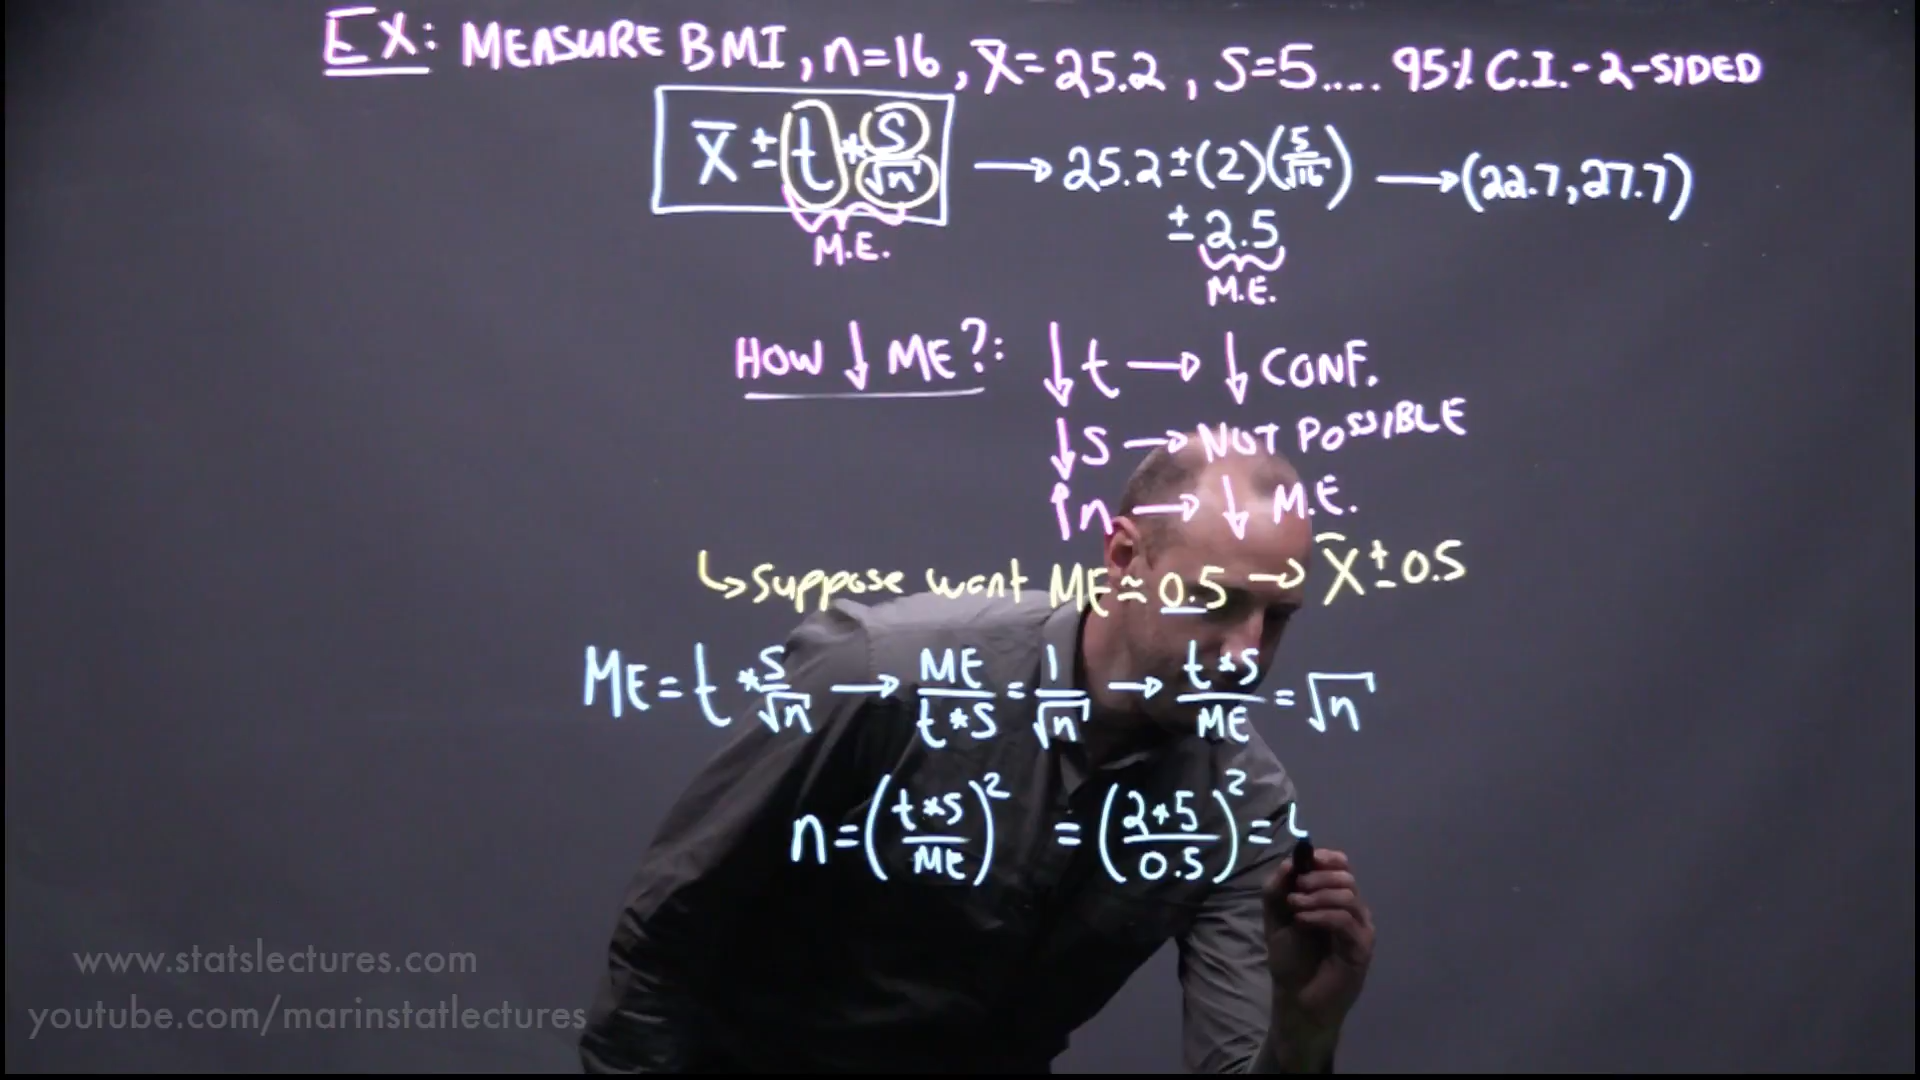 EX: MEASURE BMI, n=16, x̄=25.2, S=5.... 95% C.I.-2-SIDED
x̄ ± t * S/√n → 25.2 ± (2)(5/√16) → (22.7, 27.7)
± 2.5
M.E.
M.E.
HOW ↓ ME?: ↓ t → ↓ CONF.
↓ S → NOT POSSIBLE
↑ n → ↓ M.E.
↳ Suppose want ME ≈ 0.5 → x̄ ± 0.5
ME = t * S/√n → ME/t*S = 1/√n → t*S/ME = √n
n = (t*S/ME)² = (2*5/0.5)² =
www.statslectures.com
youtube.com/marinstatlectures